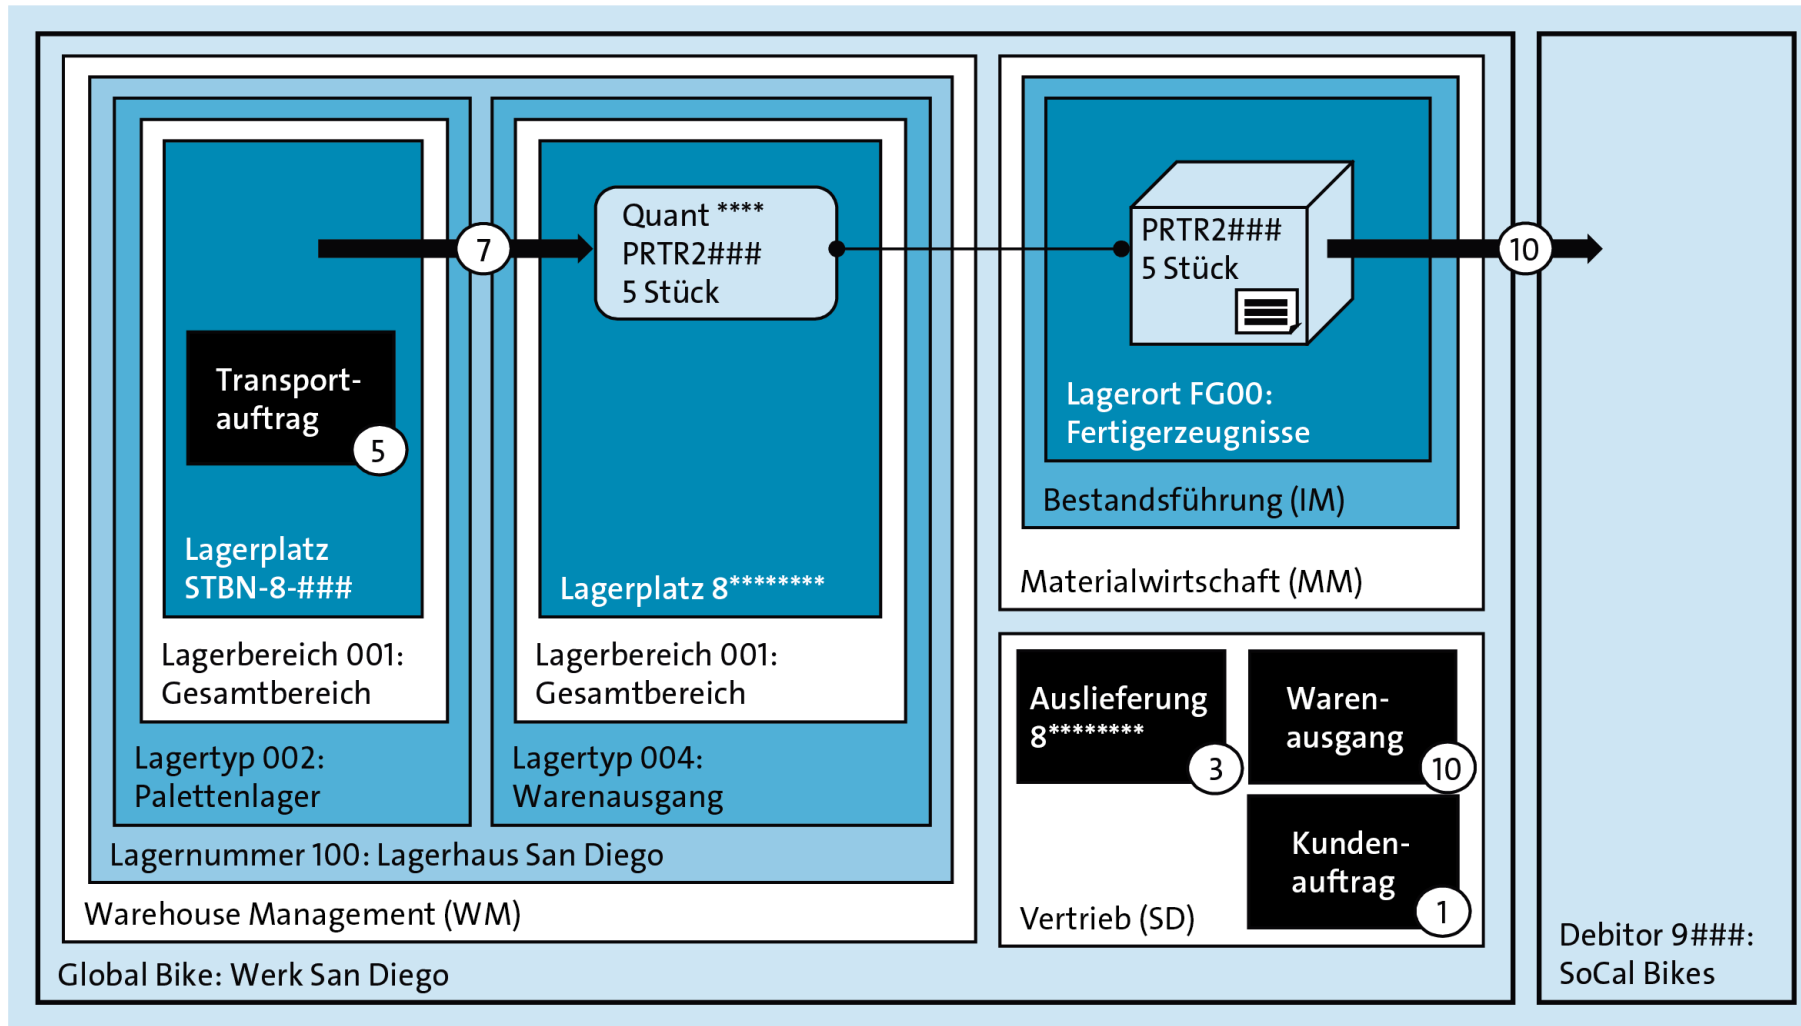 7
Quant ****
PRTR2###
5 Stück
PRTR2###
5 Stück
10
Transport-
auftrag
5
Lagerort FG00:
Fertigerzeugnisse
Bestandsführung (IM)
Lagerplatz
STBN-8-###
Lagerplatz 8********
Materialwirtschaft (MM)
Lagerbereich 001:
Gesamtbereich
Lagerbereich 001:
Gesamtbereich
Auslieferung
8********
3
Waren-
ausgang
10
Lagertyp 002:
Palettenlager
Lagertyp 004:
Warenausgang
Lagernummer 100: Lagerhaus San Diego
Kunden-
auftrag
1
Warehouse Management (WM)
Vertrieb (SD)
Global Bike: Werk San Diego
Debitor 9###:
SoCal Bikes